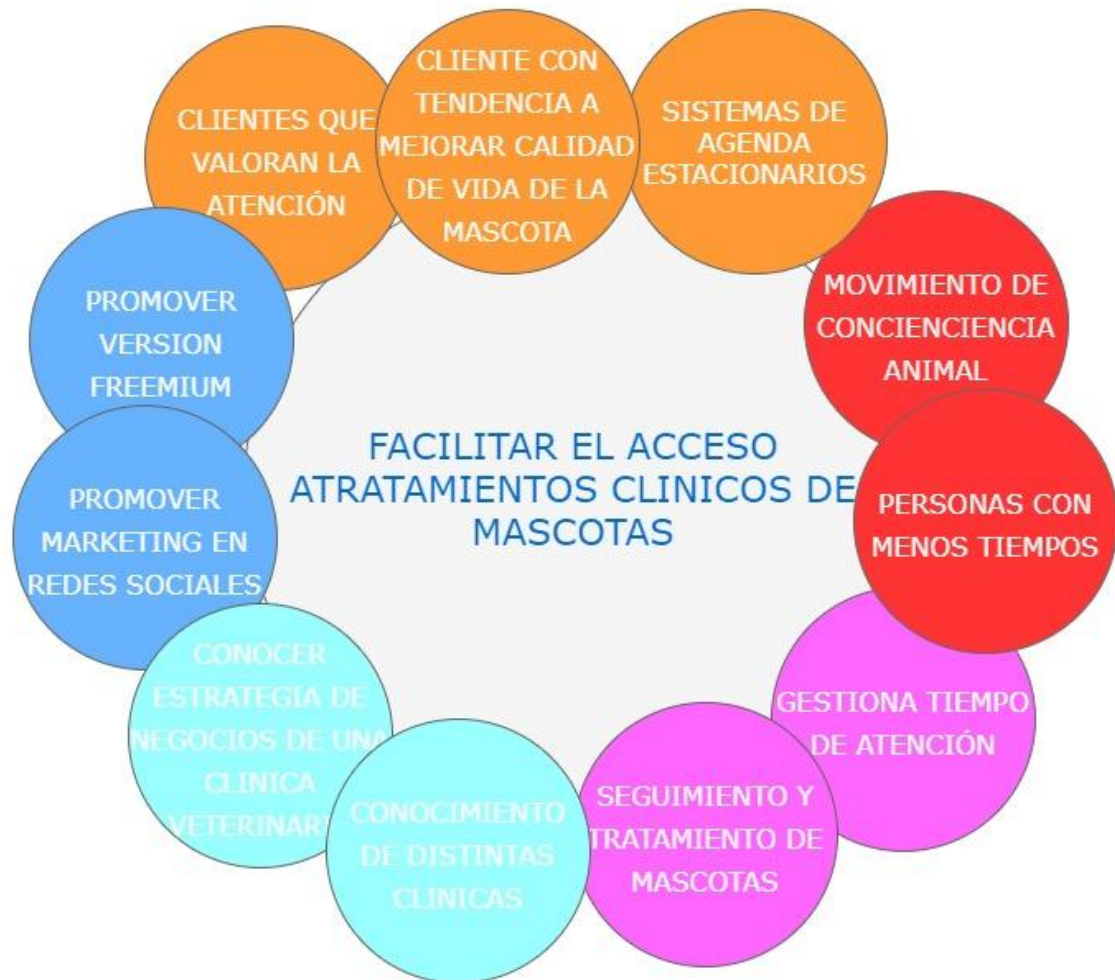 CLIENTES QUE
VALORAN LA
ATENCIÓN
CLIENTE CON
TENDENCIA A
MEJORAR CALIDAD
DE VIDA DE LA
MASCOTA
SISTEMAS DE
AGENDA
ESTACIONARIOS
MOVIMIENTO DE
CONCIENCIENCIA
ANIMAL
PERSONAS CON
MENOS TIEMPOS
GESTIONA TIEMPO
DE ATENCIÓN
SEGUIMIENTO Y
TRATAMIENTO DE
MASCOTAS
CONOCIMIENTO
DE DISTINTAS
CLINICAS
CONOCER
ESTRATEGIA DE
NEGOCIOS DE UNA
CLINICA
PROMOVER
MARKETING EN
REDES SOCIALES
PROMOVER
VERSION
FREEMIUM
FACILITAR EL ACCESO
ATRATAMIENTOS CLINICOS DE
MASCOTAS